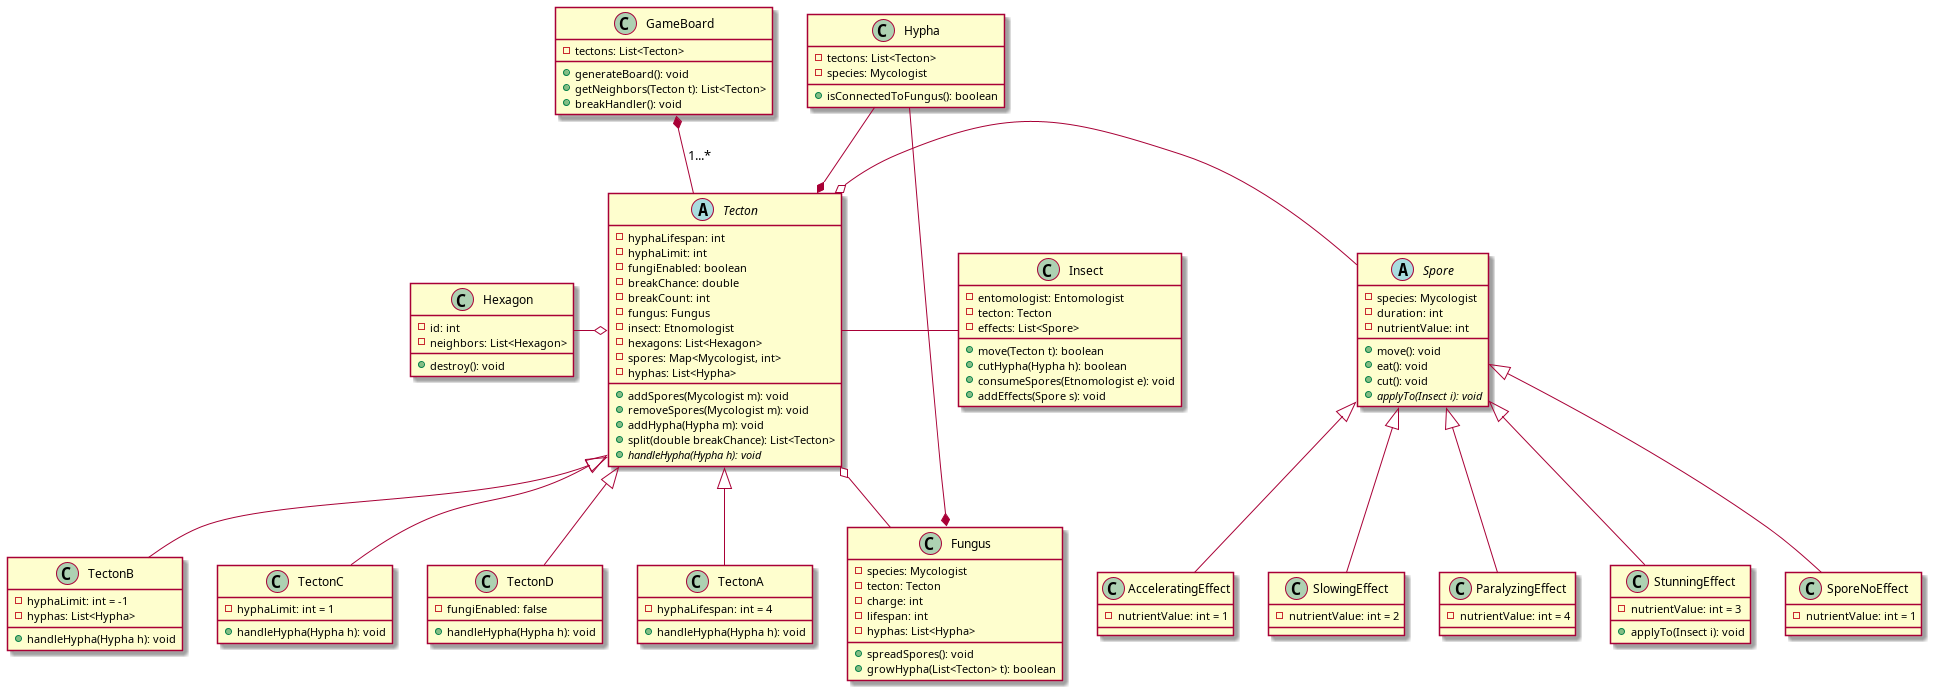 C GameBoard
tectons: List<Tecton>
generateBoard(): void
getNeighbors(Tecton t): List<Tecton>
breakHandler(): void
C Hypha
tectons: List<Tecton>
species: Mycologist
isConnectedToFungus(): boolean
1...*
A Tecton
hyphaLifespan: int
hyphaLimit: int
fungiEnabled: boolean
breakChance: double
breakCount: int
fungus: Fungus
insect: Etnomologist
hexagons: List<Hexagon>
spores: Map<Mycologist, int>
hyphas: List<Hypha>
addSpores(Mycologist m): void
removeSpores(Mycologist m): void
addHypha(Hypha m): void
split(double breakChance): List<Tecton>
handleHypha(Hypha h): void
C Hexagon
id: int
neighbors: List<Hexagon>
destroy(): void
C Insect
entomologist: Entomologist
tecton: Tecton
effects: List<Spore>
move(Tecton t): boolean
cutHypha(Hypha h): boolean
consumeSpores(Etnomologist e): void
addEffects(Spore s): void
A Spore
species: Mycologist
duration: int
nutrientValue: int
move(): void
eat(): void
cut(): void
applyTo(Insect i): void
C TectonB
hyphaLimit: int = -1
hyphas: List<Hypha>
handleHypha(Hypha h): void
C TectonC
hyphaLimit: int = 1
handleHypha(Hypha h): void
C TectonD
fungiEnabled: false
handleHypha(Hypha h): void
C TectonA
hyphaLifespan: int = 4
handleHypha(Hypha h): void
C Fungus
species: Mycologist
tecton: Tecton
charge: int
lifespan: int
hyphas: List<Hypha>
spreadSpores(): void
growHypha(List<Tecton> t): boolean
C AcceleratingEffect
nutrientValue: int = 1
C SlowingEffect
nutrientValue: int = 2
C ParalyzingEffect
nutrientValue: int = 4
C StunningEffect
nutrientValue: int = 3
applyTo(Insect i): void
C SporeNoEffect
nutrientValue: int = 1